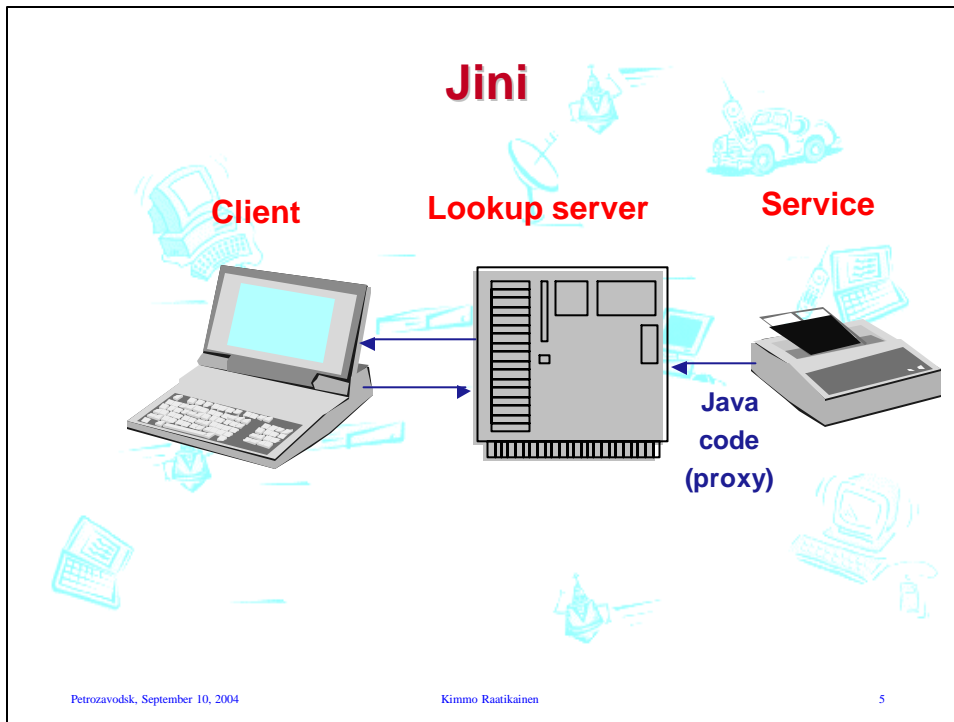 Jini
Client
Lookup server
Service
Java
code
(proxy)
Petrozavodsk, September 10, 2004
Kimmo Raatikainen
5